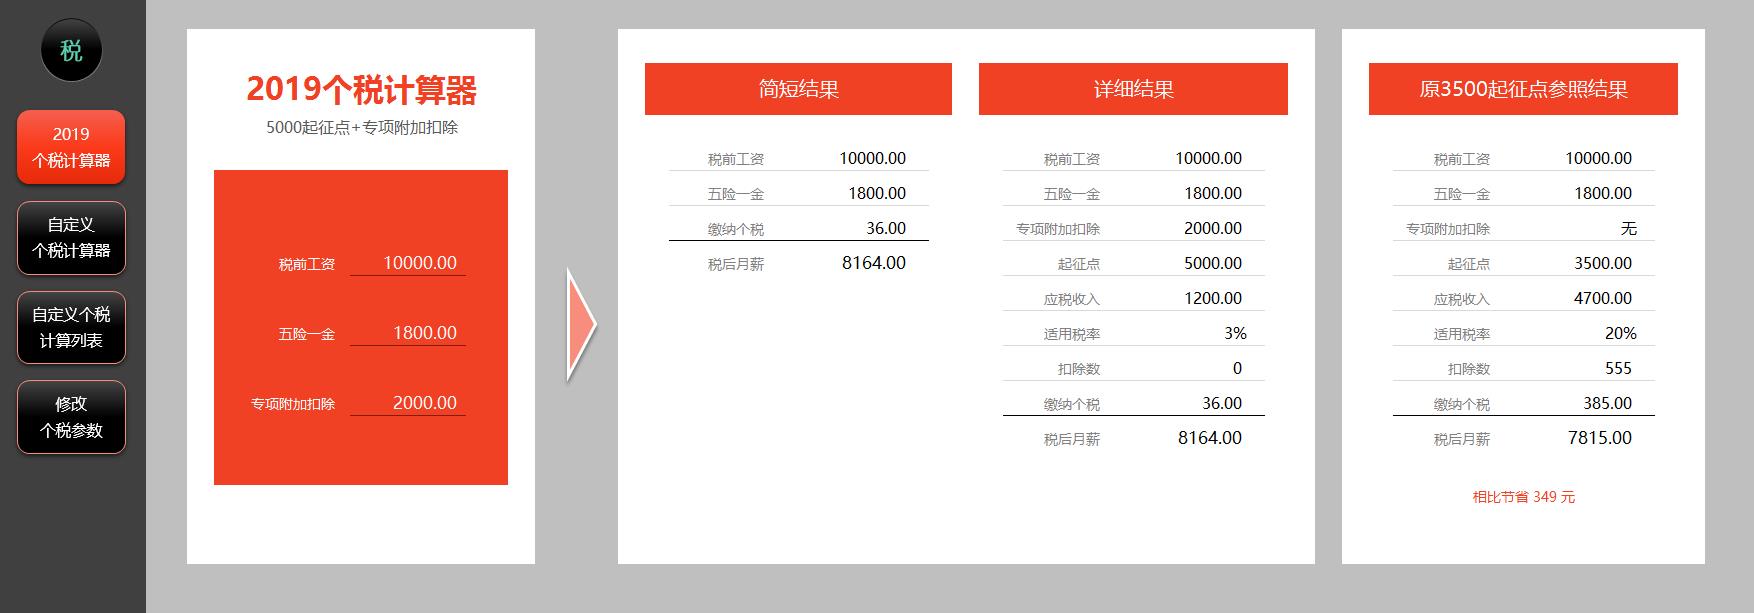 税
2019
个税计算器
自定义
个税计算器
自定义个税
计算列表
修改
个税参数
2019个税计算器
5000起征点+专项附加扣除
税前工资 10000.00
五险一金 1800.00
专项附加扣除 2000.00
简短结果
税前工资 10000.00
五险一金 1800.00
缴纳个税 36.00
税后月薪 8164.00
详细结果
税前工资 10000.00
五险一金 1800.00
专项附加扣除 2000.00
起征点 5000.00
应税收入 1200.00
适用税率 3%
扣除数 0
缴纳个税 36.00
税后月薪 8164.00
原3500起征点参照结果
税前工资 10000.00
五险一金 1800.00
专项附加扣除 无
起征点 3500.00
应税收入 4700.00
适用税率 20%
扣除数 555
缴纳个税 385.00
税后月薪 7815.00
相比节省 349 元